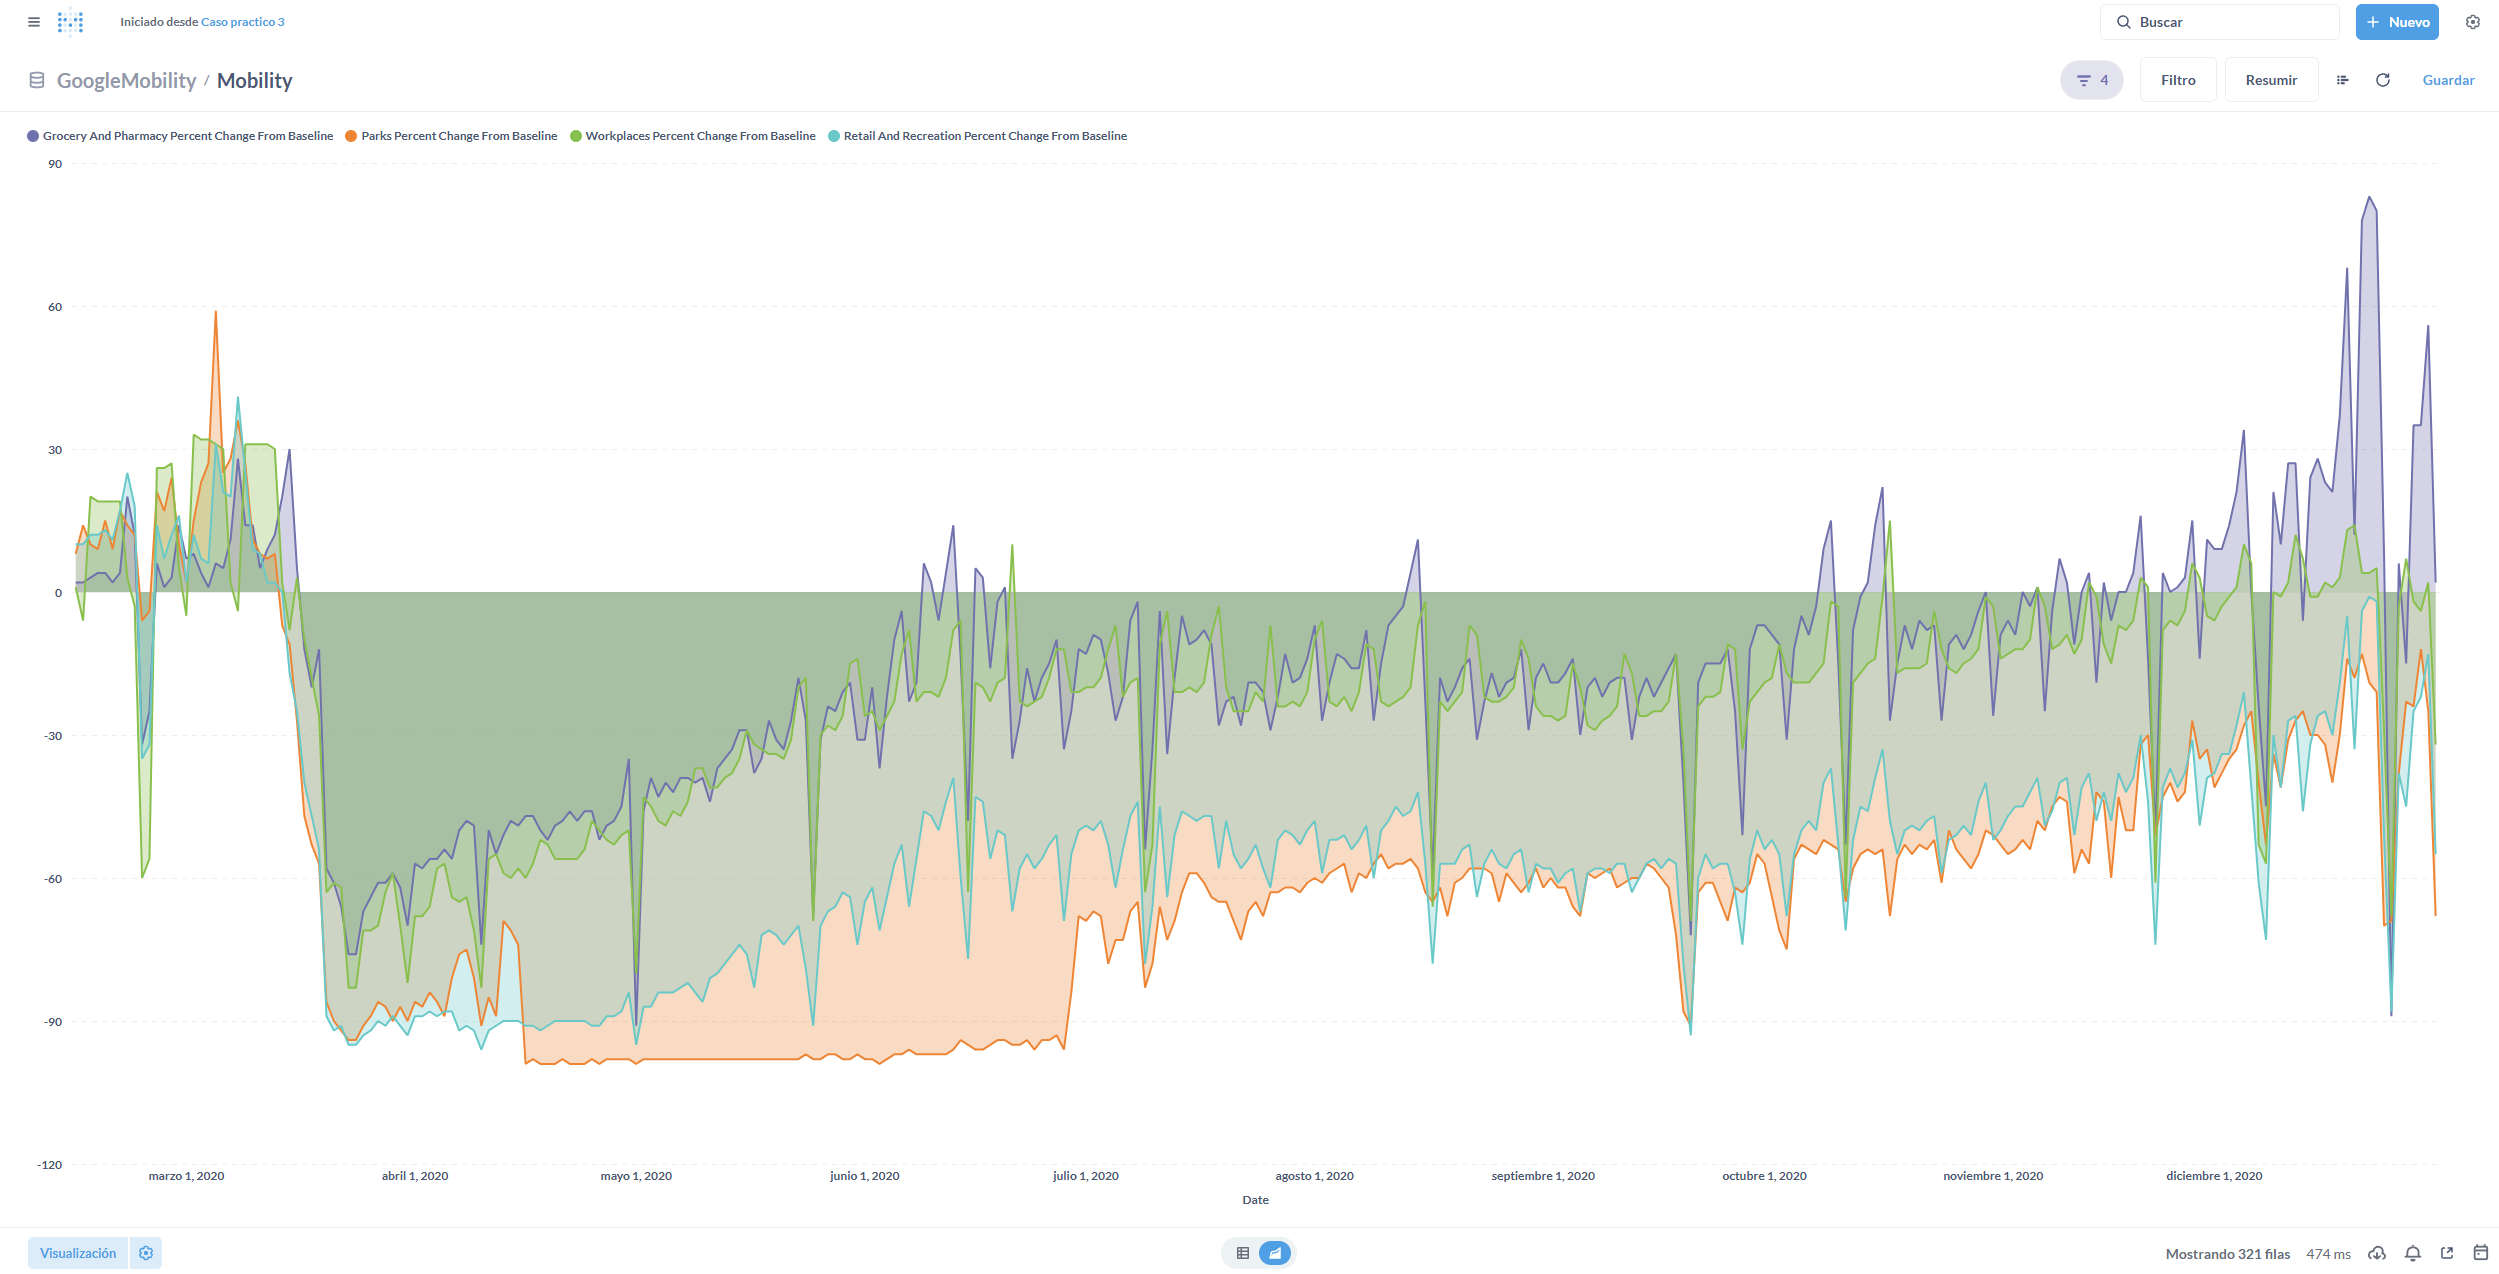 Iniciado desde Caso practico 3
Buscar
Nuevo
GoogleMobility / Mobility
4
Filtro
Resumir
Guardar
Grocery And Pharmacy Percent Change From Baseline Parks Percent Change From Baseline Workplaces Percent Change From Baseline Retail And Recreation Percent Change From Baseline
90
60
30
0
-30
-60
-90
-120
marzo 1, 2020 abril 1, 2020 mayo 1, 2020 junio 1, 2020 julio 1, 2020 agosto 1, 2020 septiembre 1, 2020 octubre 1, 2020 noviembre 1, 2020 diciembre 1, 2020
Date
Visualización
Mostrando 321 filas 474 ms